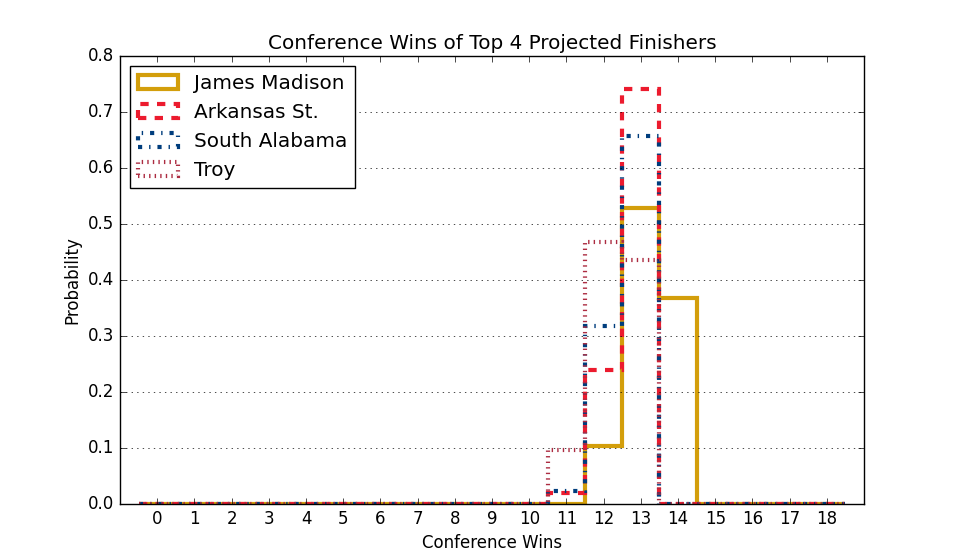 Conference Wins of Top 4 Projected Finishers
0.8
0.7
0.6
0.5
0.4
0.3
0.2
0.1
0.0
Probability
James Madison
Arkansas St.
South Alabama
Troy
0 1 2 3 4 5 6 7 8 9 10 11 12 13 14 15 16 17 18
Conference Wins